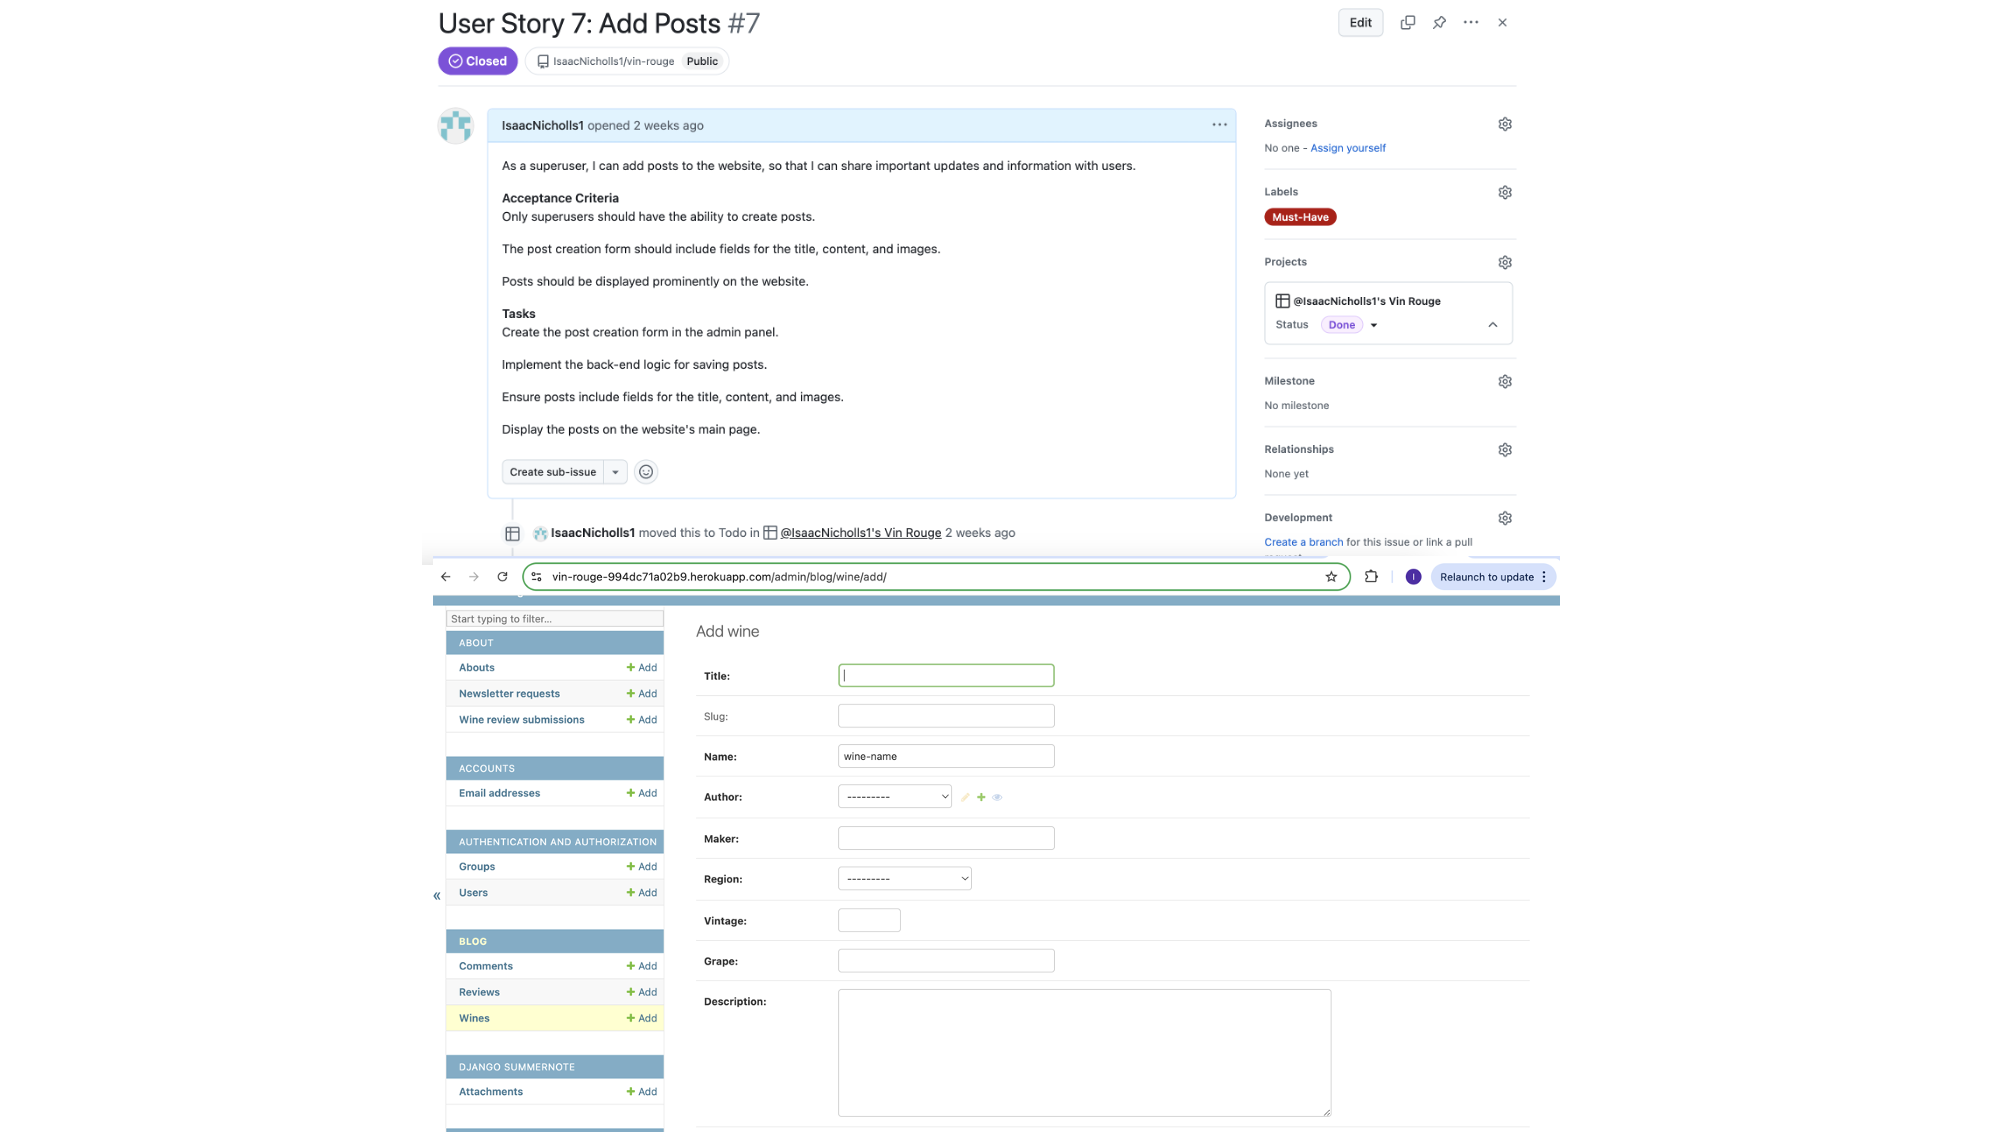 User Story 7: Add Posts #7
Edit
Closed
IsaacNicholls1/vin-rouge Public
IsaacNicholls1 opened 2 weeks ago
As a superuser, I can add posts to the website, so that I can share important updates and information with users.
Acceptance Criteria
Only superusers should have the ability to create posts.
The post creation form should include fields for the title, content, and images.
Posts should be displayed prominently on the website.
Tasks
Create the post creation form in the admin panel.
Implement the back-end logic for saving posts.
Ensure posts include fields for the title, content, and images.
Display the posts on the website's main page.
Create sub-issue
IsaacNicholls1 moved this to Todo in @IsaacNicholls1's Vin Rouge 2 weeks ago
Assignees
No one - Assign yourself
Labels
Must-Have
Projects
@IsaacNicholls1's Vin Rouge
Status Done
Milestone
No milestone
Relationships
None yet
Development
Create a branch for this issue or link a pull
vin-rouge-994dc71a02b9.herokuapp.com/admin/blog/wine/add/
I
Relaunch to update
Start typing to filter...
ABOUT
Abouts + Add
Newsletter requests + Add
Wine review submissions + Add
ACCOUNTS
Email addresses + Add
AUTHENTICATION AND AUTHORIZATION
Groups + Add
Users + Add
«
BLOG
Comments + Add
Reviews + Add
Wines + Add
DJANGO SUMMERNOTE
Attachments + Add
Add wine
Title:
Slug:
Name: wine-name
Author: ---------
Maker:
Region: ---------
Vintage:
Grape:
Description: